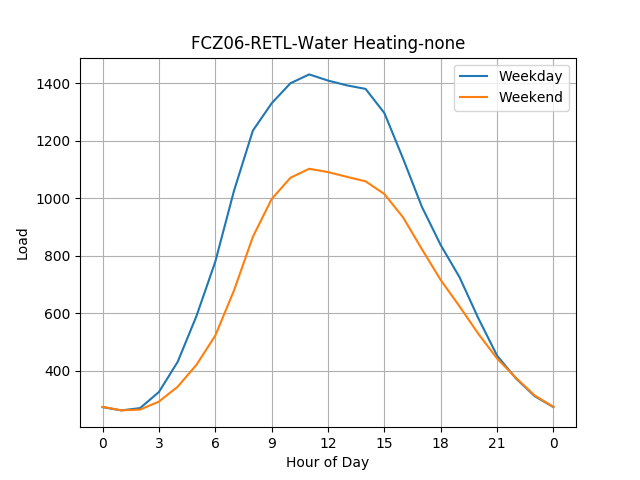 FCZ06-RETL-Water Heating-none
Weekday
Weekend
1400
1200
1000
800
600
400
Load
0 3 6 9 12 15 18 21 0
Hour of Day